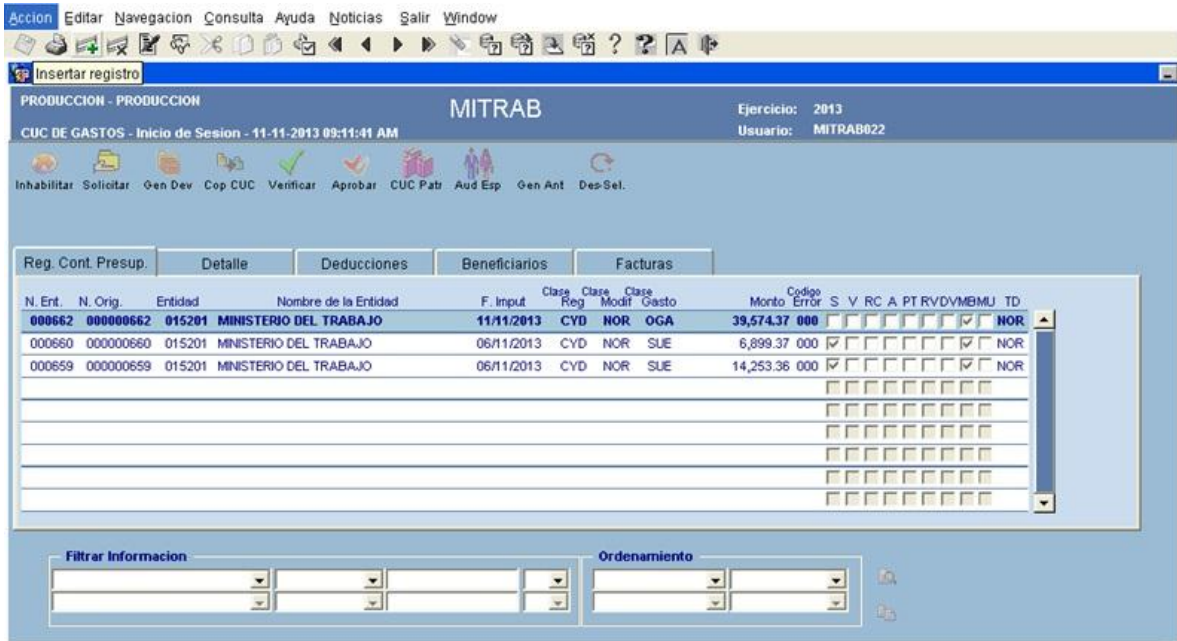 Accion Editar Navegacion Consulta Ayuda Noticias Salir Window
Insertar registro
PRODUCCION - PRODUCCION
MITRAB
Ejercicio: 2013
CUC DE GASTOS - Inicio de Sesion - 11-11-2013 09:11:41 AM
Usuario: MITRAB022
Inhabilitar Solicitar Gen Dev Cop CUC Verificar Aprobar CUC Patr Aud Esp Gen Ant Des-Sel.
Reg. Cont. Presup. Detalle Deducciones Beneficiarios Facturas
Clase Clase Clase Codigo
N. Ent. N. Orig. Entidad Nombre de la Entidad F. Imput Reg Modif Gasto Monto Error S V RC A PT RV DV MB MU TD
000662 000000662 015201 MINISTERIO DEL TRABAJO 11/11/2013 CYD NOR OGA 39,574.37 000 NOR
000660 000000660 015201 MINISTERIO DEL TRABAJO 06/11/2013 CYD NOR SUE 6,899.37 000 NOR
000659 000000659 015201 MINISTERIO DEL TRABAJO 06/11/2013 CYD NOR SUE 14,253.36 000 NOR
Filtrar Informacion Ordenamiento